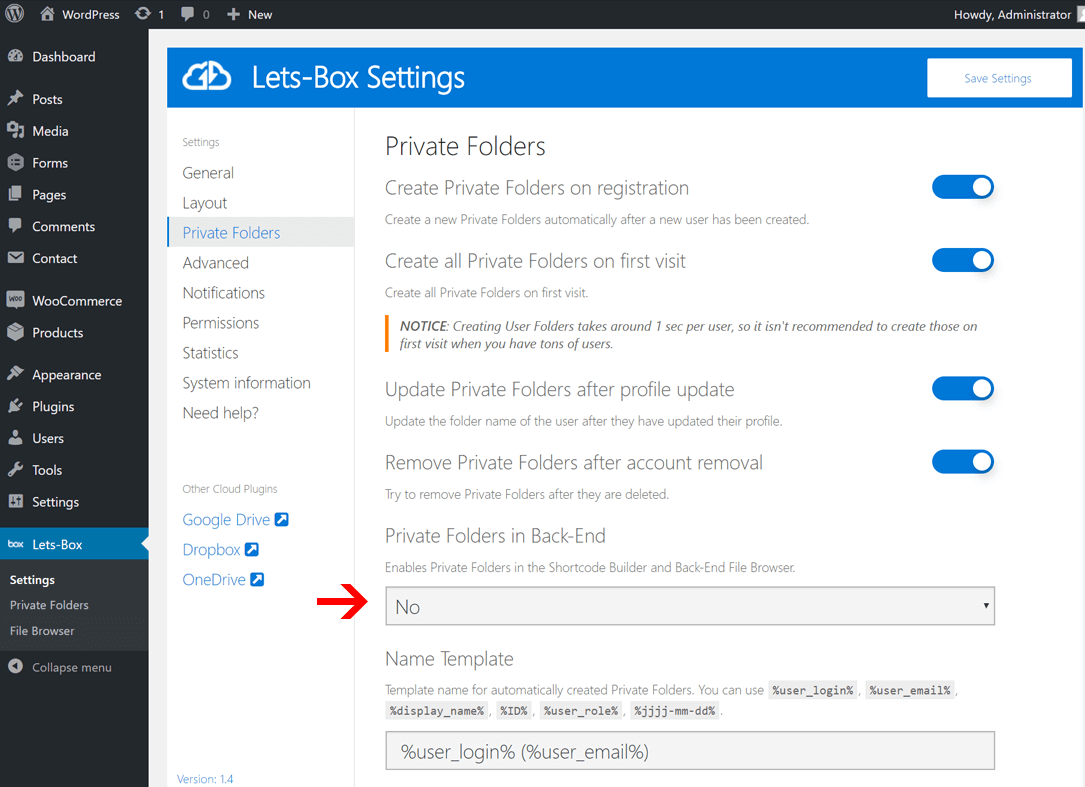 WordPress
1
0
New
Howdy, Administrator
Dashboard
Posts
Media
Forms
Pages
Comments
Contact
woo
WooCommerce
Products
Appearance
Plugins
Users
Tools
Settings
box
Lets-Box
Settings
Private Folders
File Browser
Collapse menu
Lets-Box Settings
Save Settings
Settings
General
Layout
Private Folders
Advanced
Notifications
Permissions
Statistics
System information
Need help?
Other Cloud Plugins
Google Drive
Dropbox
OneDrive
Version: 1.4
Private Folders
Create Private Folders on registration
Create a new Private Folders automatically after a new user has been created.
Create all Private Folders on first visit
Create all Private Folders on first visit.
NOTICE: Creating User Folders takes around 1 sec per user, so it isn't recommended to create those on
first visit when you have tons of users.
Update Private Folders after profile update
Update the folder name of the user after they have updated their profile.
Remove Private Folders after account removal
Try to remove Private Folders after they are deleted.
Private Folders in Back-End
Enables Private Folders in the Shortcode Builder and Back-End File Browser.
No
Name Template
Template name for automatically created Private Folders. You can use %user_login% , %user_email% ,
%display_name% , %ID% , %user_role% , %jjjj-mm-dd% .
%user_login% (%user_email%)